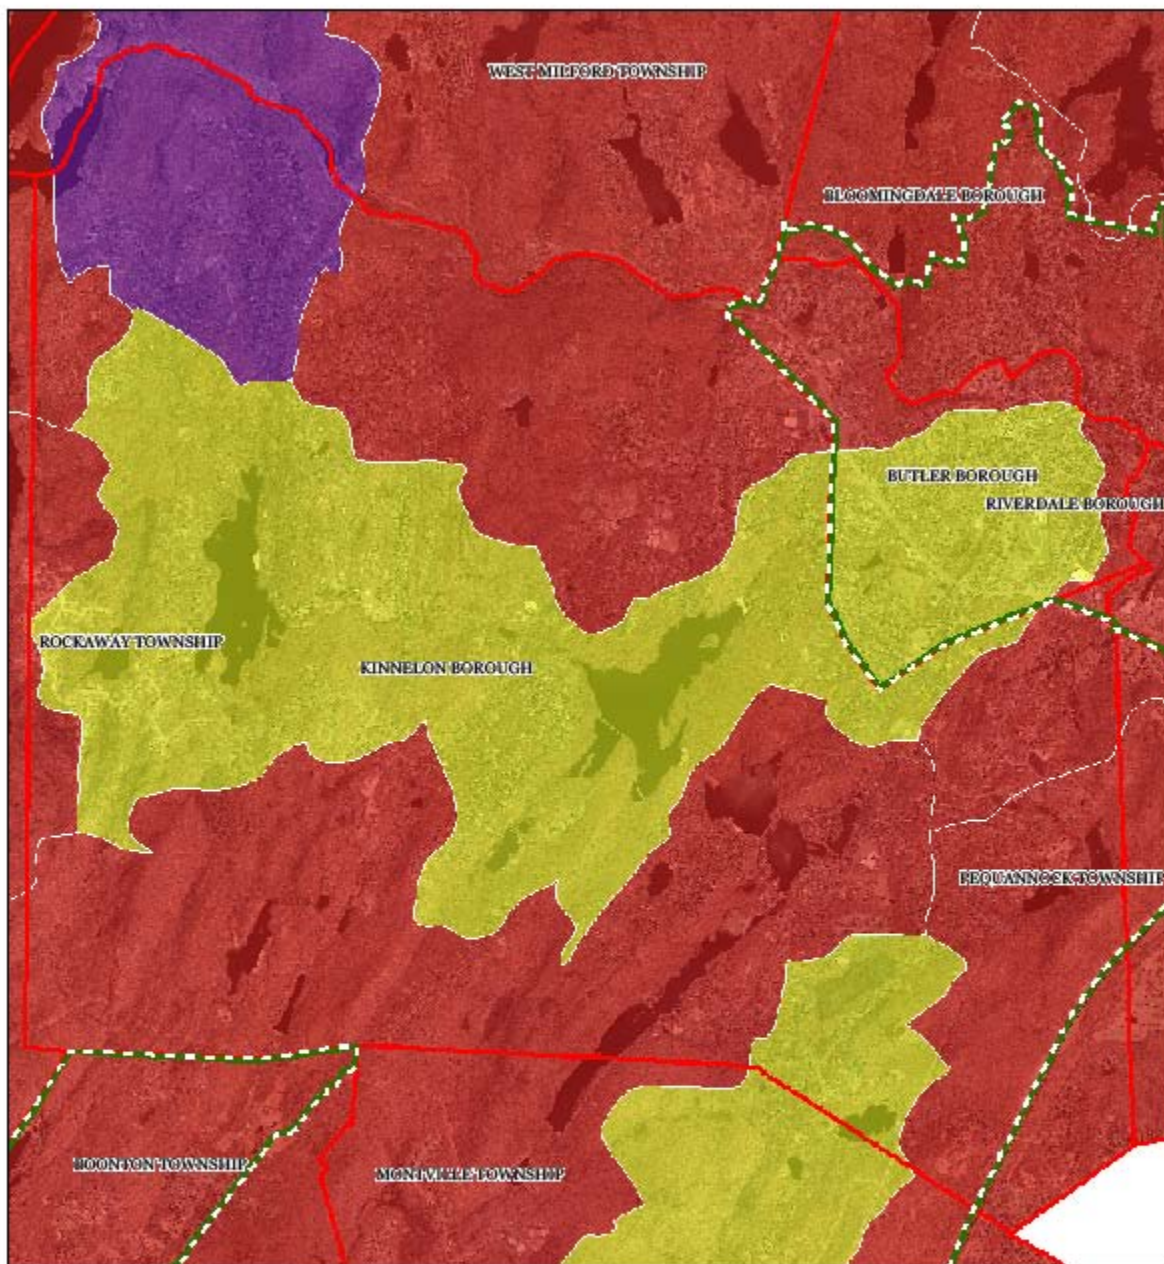 WEST MILFORD TOWNSHIP
BLOOMINGDALE BOROUGH
BUTLER BOROUGH
RIVERDALE BOROUGH
ROCKAWAY TOWNSHIP
KINNELON BOROUGH
PEQUANNOCK TOWNSHIP
BOONTON TOWNSHIP
MONTVILLE TOWNSHIP